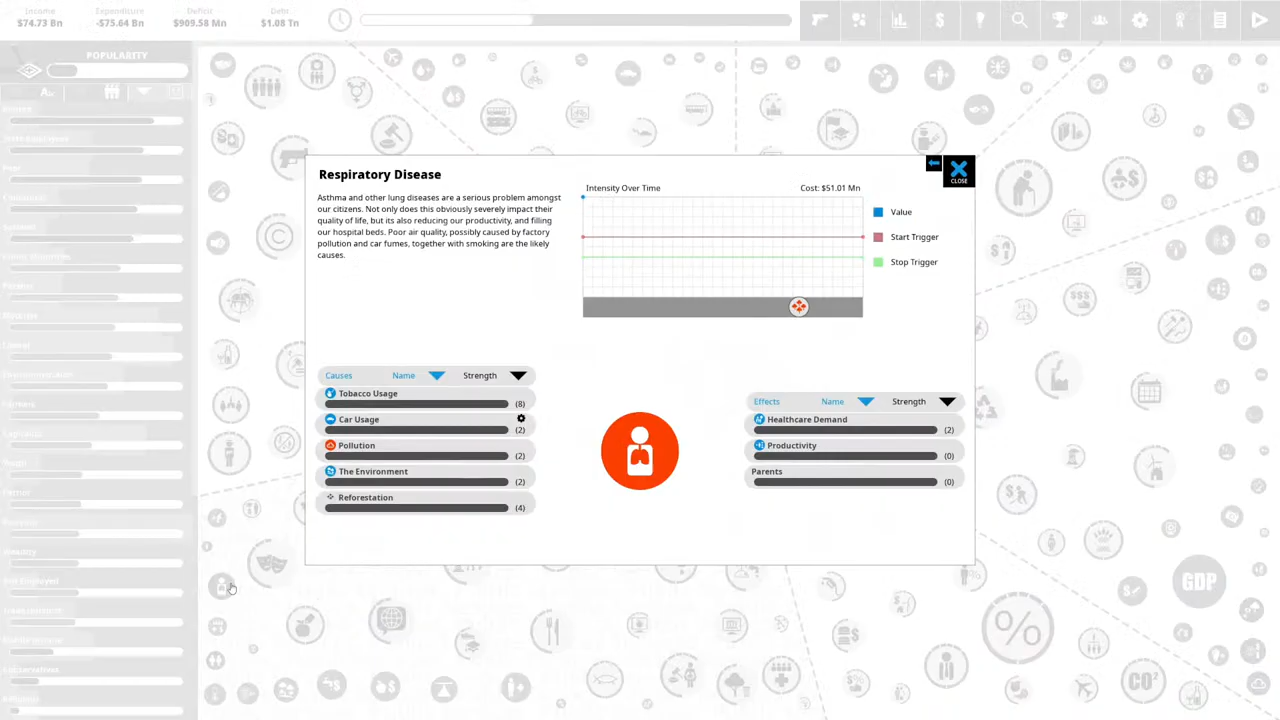 Income
Expenditure
Deficit
Debt
$74.73 Bn
-$75.64 Bn
$909.58 Mn
$1.08 Tn
POPULARITY
Respiratory Disease
CLOSE
Asthma and other lung diseases are a serious problem amongst
our citizens. Not only does this obviously severely impact their
quality of life, but its also reducing our productivity, and filling
our hospital beds. Poor air quality, possibly caused by factory
pollution and car fumes, together with smoking are the likely
causes.
Intensity Over Time
Cost: $51.01 Mn
Value
Start Trigger
Stop Trigger
Causes
Name
Strength
Tobacco Usage
(8)
Car Usage
(2)
Pollution
(2)
The Environment
(2)
Reforestation
(4)
Effects
Name
Strength
Healthcare Demand
(2)
Productivity
(0)
Parents
(0)
GDP
CO²